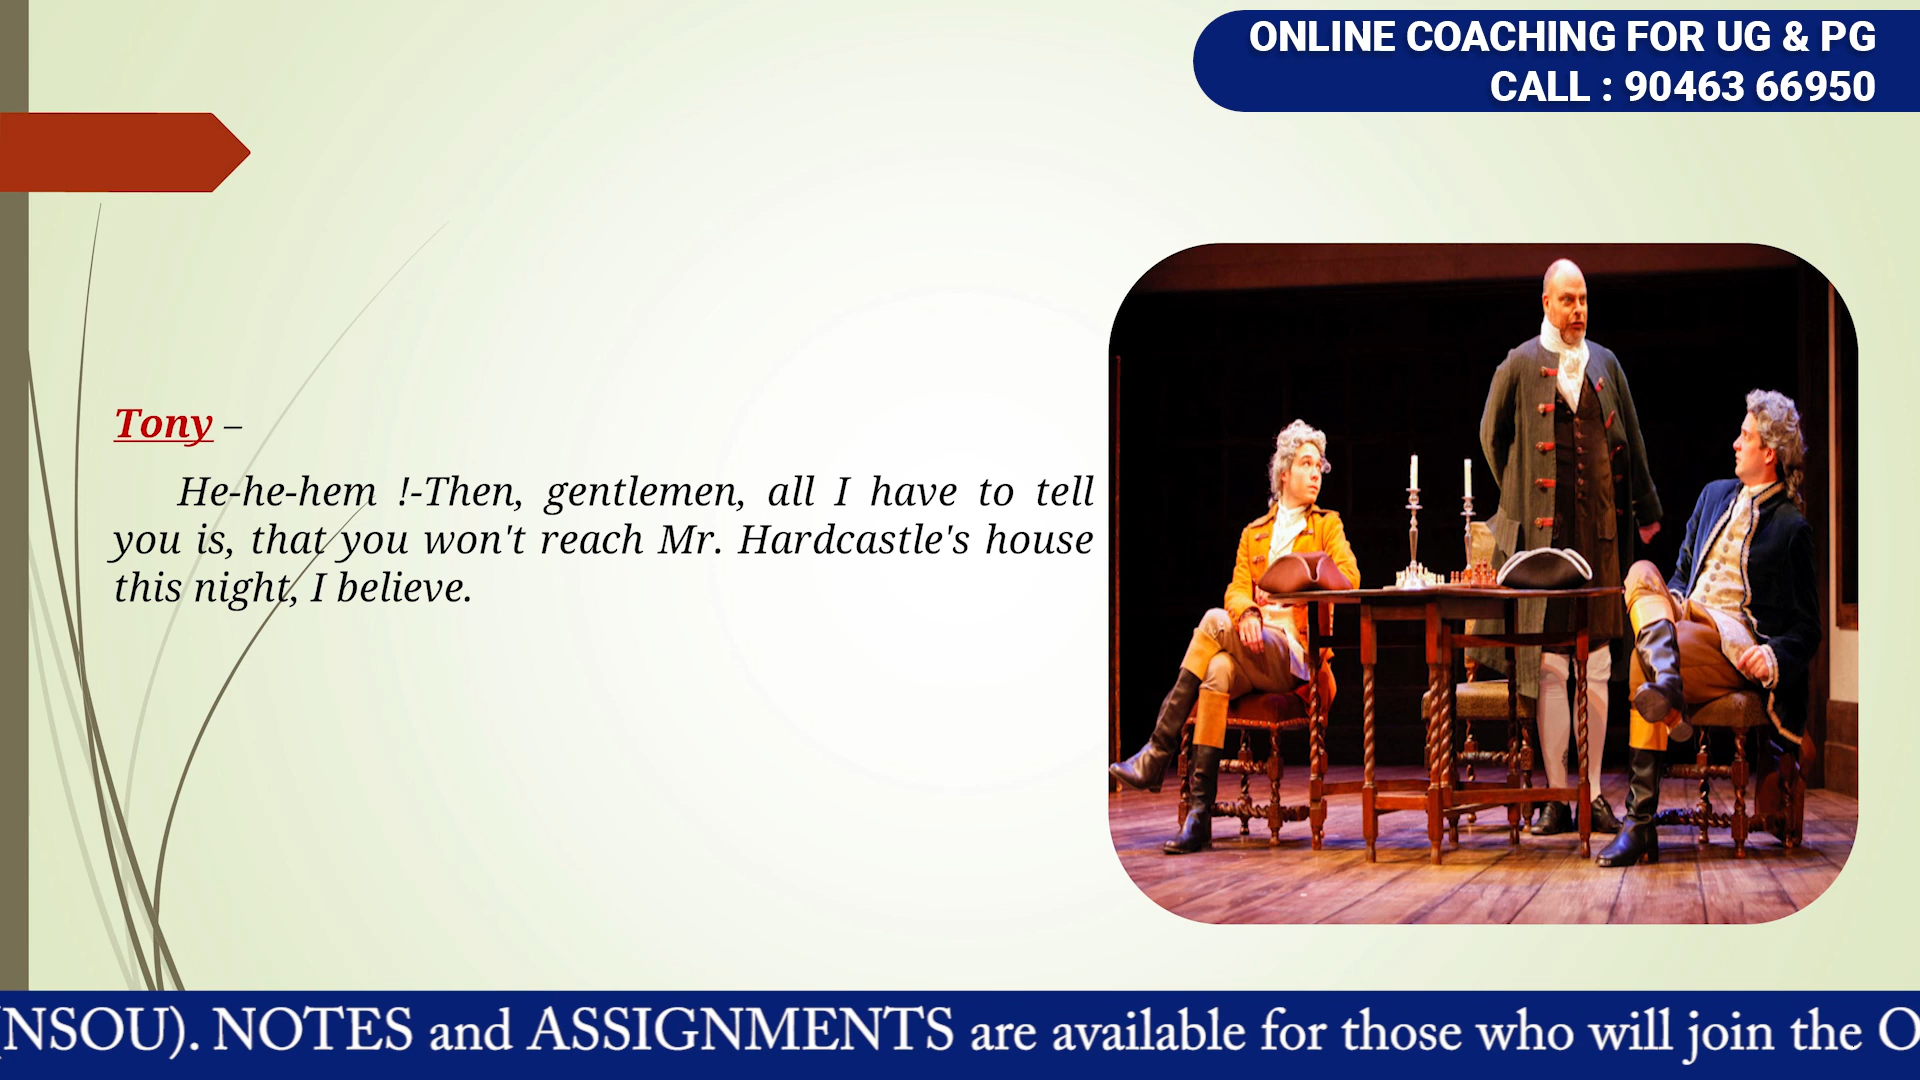 ONLINE COACHING FOR UG & PG
CALL : 90463 66950
Tony –
He-he-hem !-Then, gentlemen, all I have to tell
you is, that you won't reach Mr. Hardcastle's house
this night, I believe.
(NSOU). NOTES and ASSIGNMENTS are available for those who will join the O